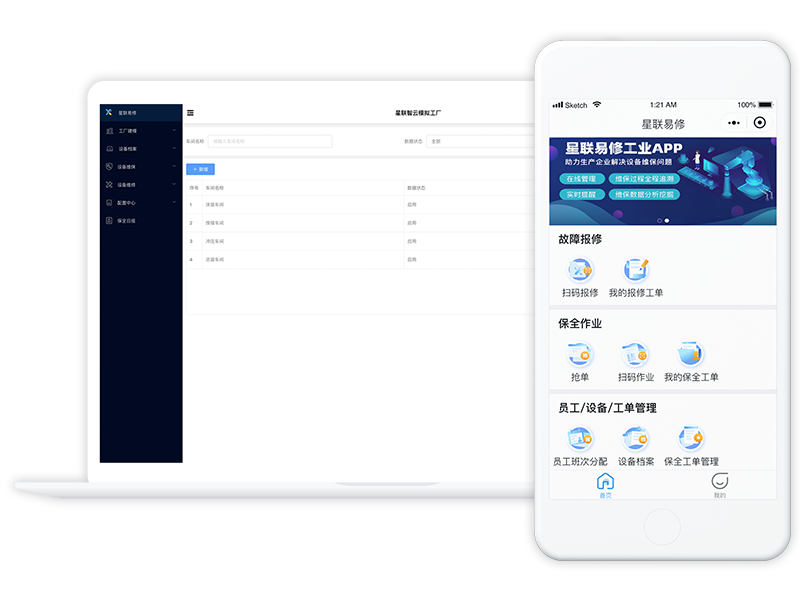 星联易修
工厂建模
设备档案
设备维保
设备维修
配置中心
保全日报
星联智云模拟工厂
车间名称
请输入车间名称
数据状态
全部
+ 新增
序号 车间名称 数据状态
1 涂装车间 启用
2 焊接车间 启用
3 冲压车间 启用
4 总装车间 启用
Sketch 1:21 AM 100%
星联易修
星联易修工业APP
助力生产企业解决设备维保问题
在线管理 维保过程全程追溯
实时提醒 维保数据分析挖掘
故障报修
扫码报修 我的报修工单
保全作业
抢单 扫码作业 我的保全工单
员工/设备/工单管理
员工班次分配 设备档案 保全工单管理
首页 我的